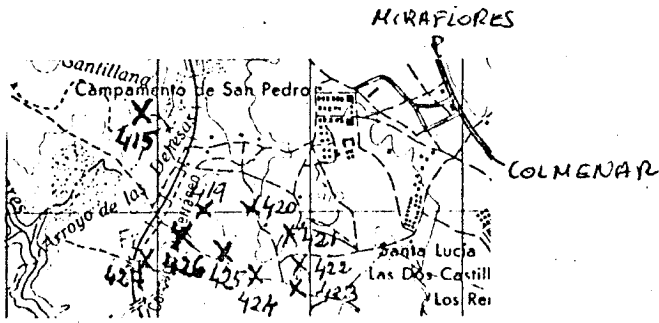 MIRAFLORES
Santillana
Campamento de San Pedro
415
COLMENAR
Arroyo de las Dehesas
419
420
421
Santa Lucía
426
425
422
Las Dos Castill
424
423
Los Rei